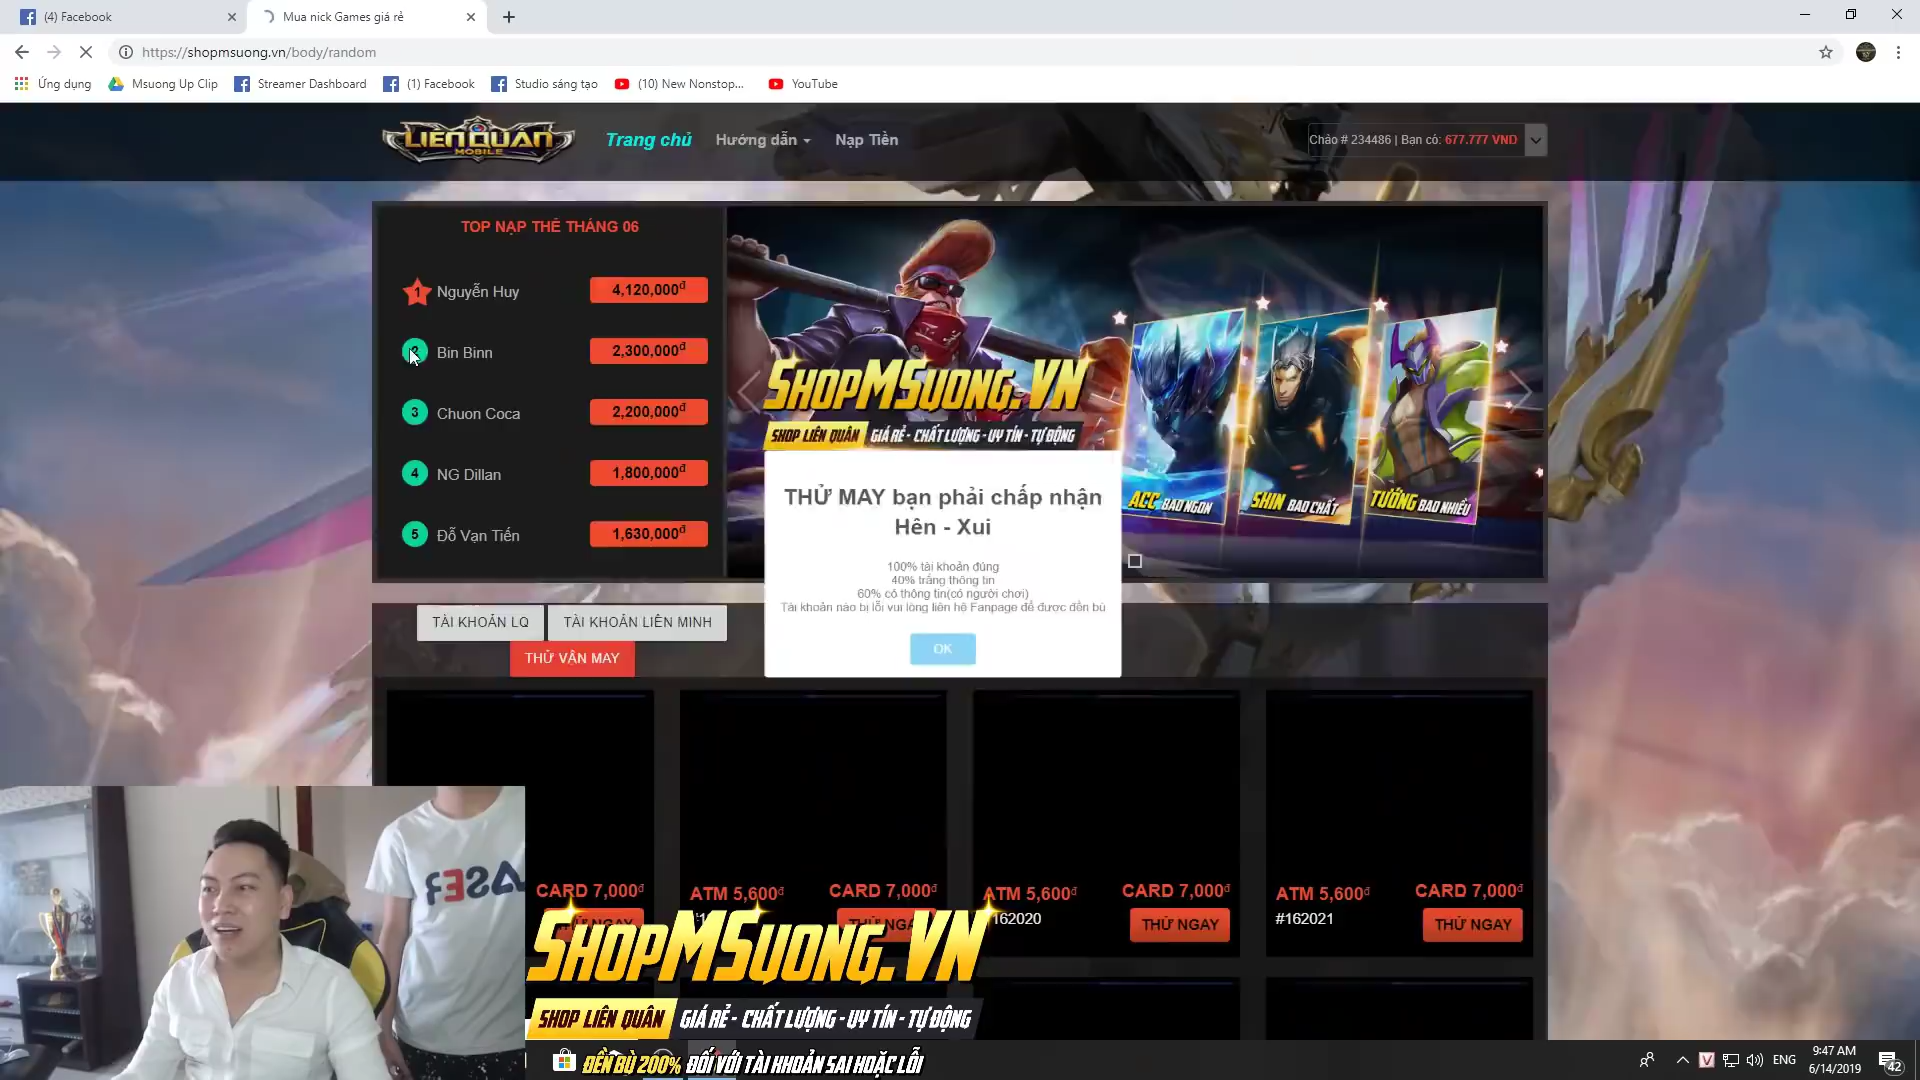 (4) Facebook
Mua nick Games giá rẻ
https://shopmsuong.vn/body/random
Ứng dụng
Msuong Up Clip
Streamer Dashboard
(1) Facebook
Studio sáng tạo
(10) New Nonstop...
YouTube
LIÊN QUÂN
MOBILE
Trang chủ
Hướng dẫn
Nạp Tiền
Chào # 234486 | Bạn có: 677.777 VNĐ
TOP NẠP THẺ THÁNG 06
1 Nguyễn Huy 4,120,000đ
Bin Binn 2,300,000đ
3 Chuon Coca 2,200,000đ
4 NG Dillan 1,800,000đ
5 Đỗ Vạn Tiến 1,630,000đ
SHOPMSUONG.VN
SHOP LIÊN QUÂN GIÁ RẺ - CHẤT LƯỢNG - UY TÍN - TỰ ĐỘNG
ACC BAO NGON
SKIN BAO CHẤT
TƯỚNG BAO NHIỀU
THỬ MAY bạn phải chấp nhận
Hên - Xui
100% tài khoản đúng
40% trắng thông tin
60% có thông tin(có người chơi)
Tài khoản nào bị lỗi vui lòng liên hệ Fanpage để được đền bù
OK
TÀI KHOẢN LQ
TÀI KHOẢN LIÊN MINH
THỬ VẬN MAY
CARD 7,000đ
ATM 5,600đ
CARD 7,000đ
ATM 5,600đ
CARD 7,000đ
ATM 5,600đ
CARD 7,000đ
THỬ NGAY
162020
THỬ NGAY
#162021
THỬ NGAY
SHOPMSUONG.VN
SHOP LIÊN QUÂN GIÁ RẺ - CHẤT LƯỢNG - UY TÍN - TỰ ĐỘNG
ĐỀN BÙ 200% ĐỐI VỚI TÀI KHOẢN SAI HOẶC LỖI
ENG
9:47 AM
6/14/2019
42